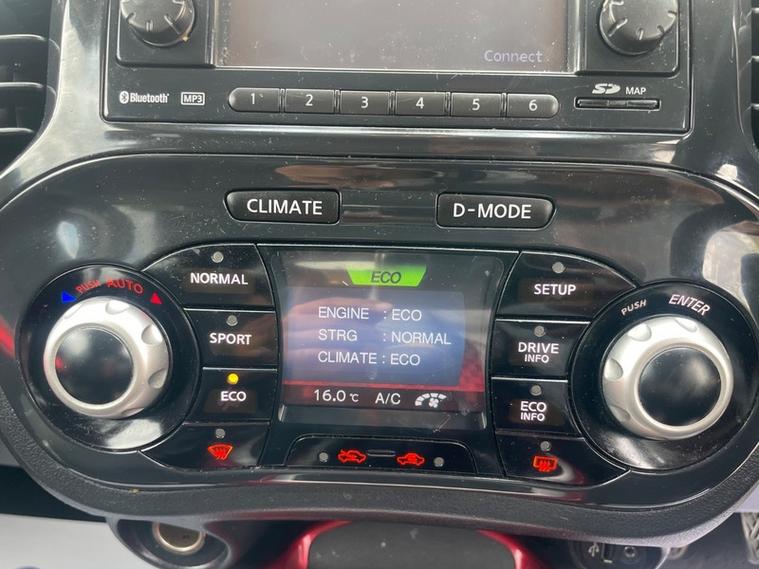 Connect
Bluetooth MP3 1 2 3 4 5 6 SD MAP
CLIMATE D-MODE
PUSH AUTO
NORMAL
SPORT
ECO
ECO
ENGINE : ECO
STRG : NORMAL
CLIMATE : ECO
16.0 ℃ A/C
SETUP
DRIVE
INFO
ECO
INFO
PUSH ENTER